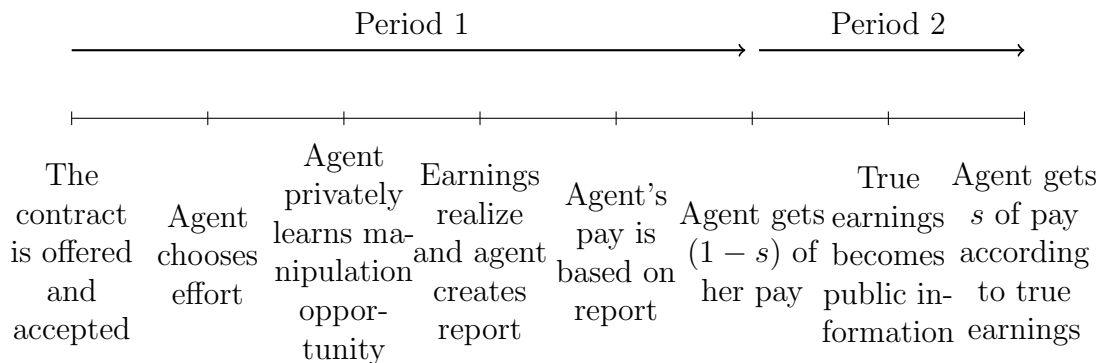 Period 1
Period 2
The
contract
is offered
and
accepted
Agent
chooses
effort
Agent
privately
learns ma-
nipulation
oppor-
tunity
Earnings
realize
and agent
creates
report
Agent's
pay is
based on
report
Agent gets
(1 − s) of
her pay
True
earnings
becomes
public in-
formation
Agent gets
s of pay
according
to true
earnings